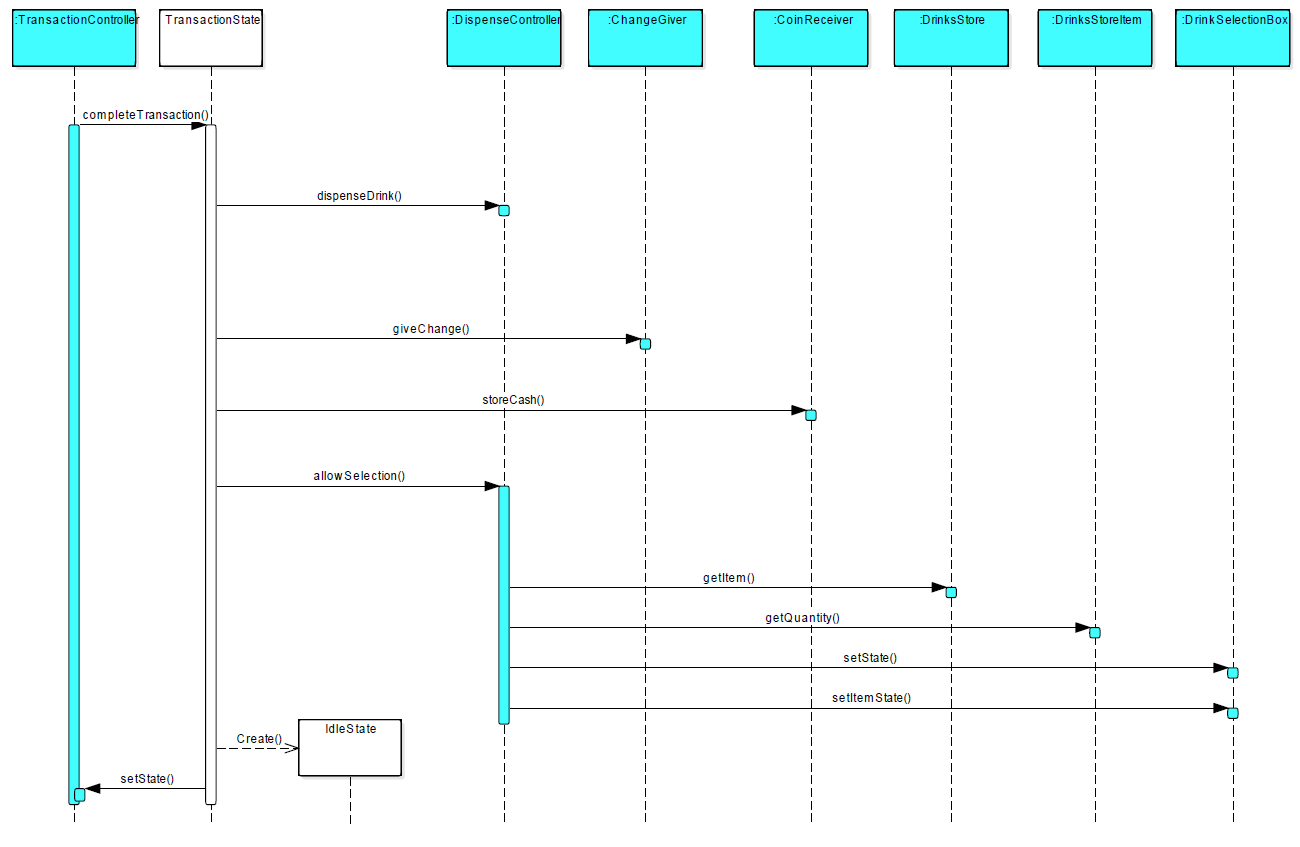 :TransactionController
TransactionState
:DispenseController
:ChangeGiver
:CoinReceiver
:DrinksStore
:DrinksStoreItem
:DrinkSelectionBox
completeTransaction()
dispenseDrink()
giveChange()
storeCash()
allowSelection()
getItem()
getQuantity()
setState()
setItemState()
IdleState
Create()
setState()